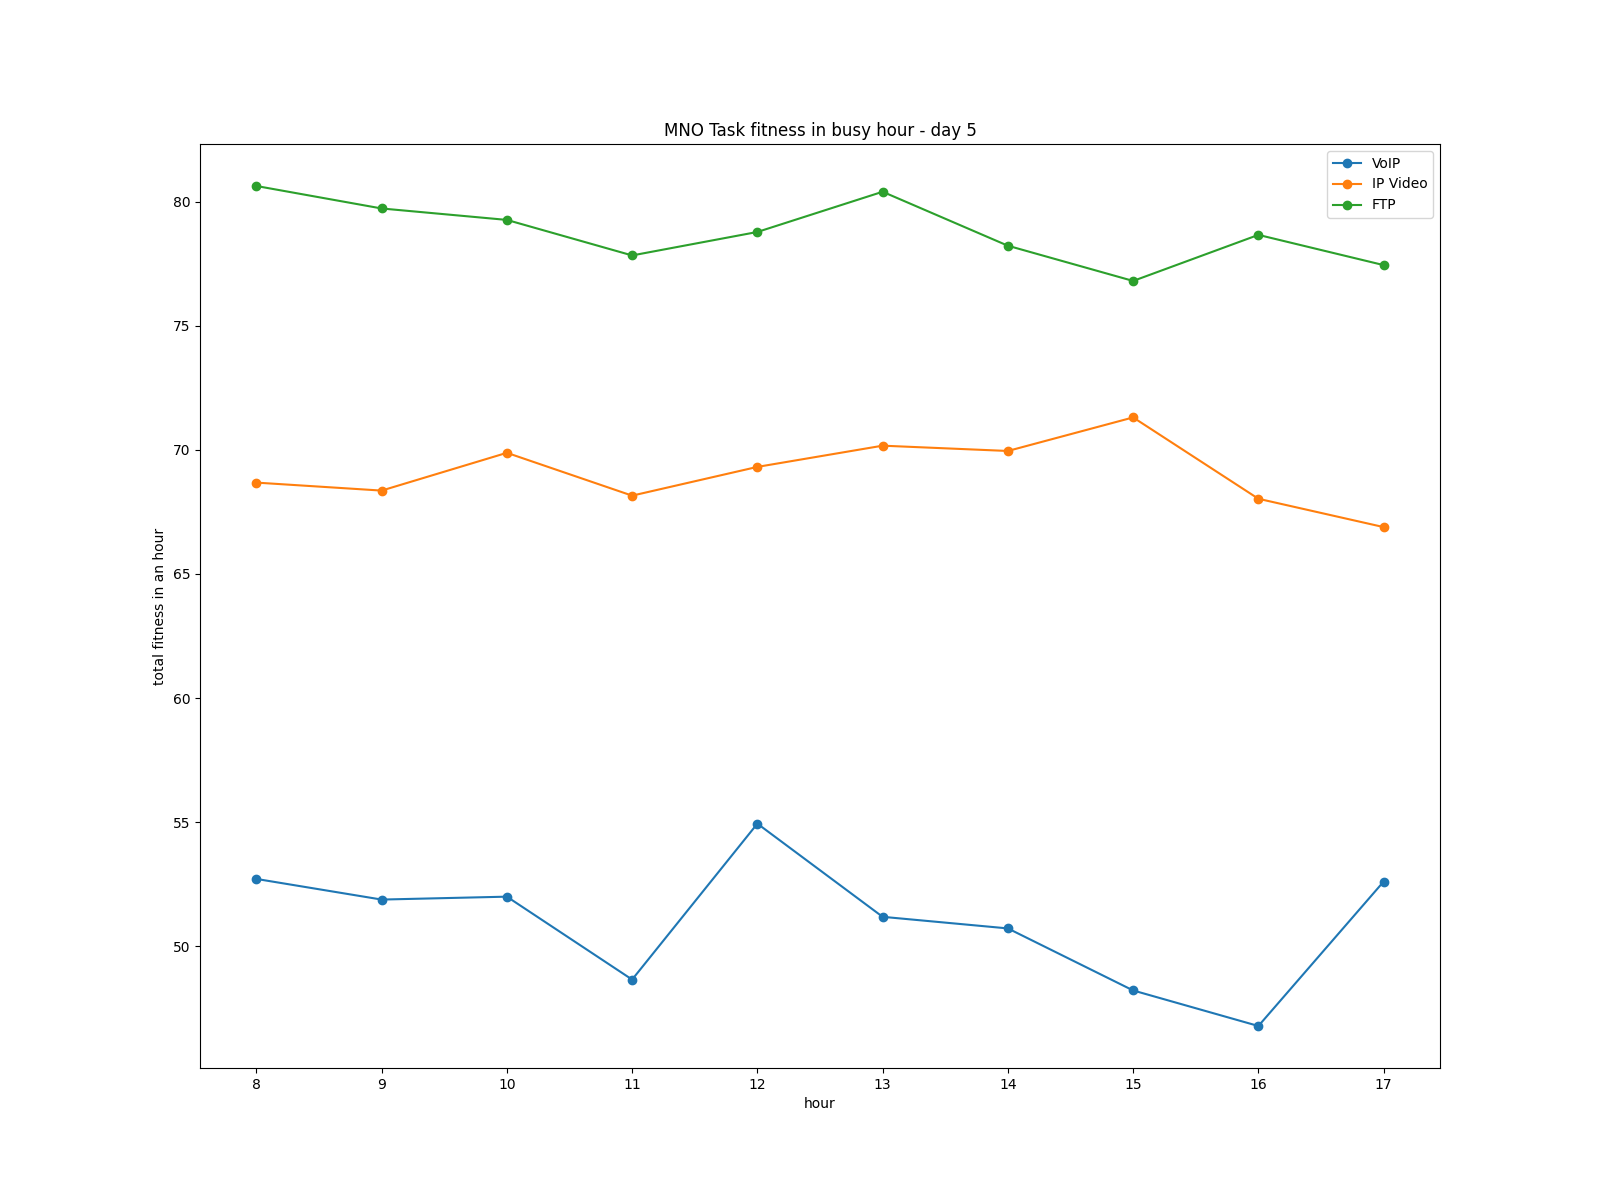 MNO Task fitness in busy hour - day 5
VoIP
IP Video
FTP
80
75
70
65
60
55
50
total fitness in an hour
8 9 10 11 12 13 14 15 16 17
hour